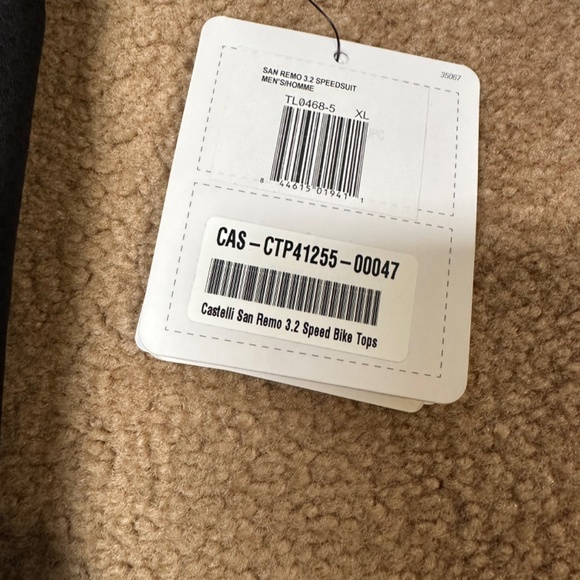 35067
SAN REMO 3.2 SPEEDSUIT
MEN'S/HOMME
TL0468-5 XL
8 44615 01941 1
CAS-CTP41255-00047
Castelli San Remo 3.2 Speed Bike Tops